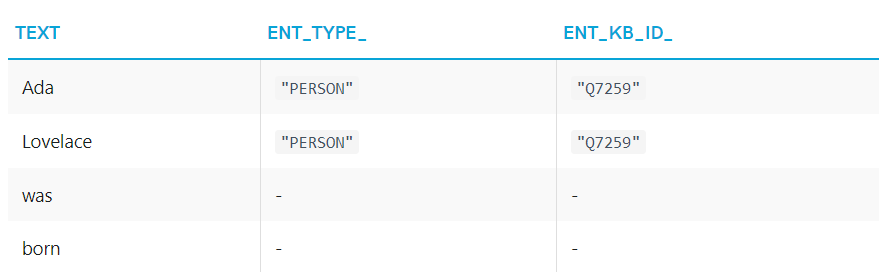 TEXT ENT_TYPE_ ENT_KB_ID_
Ada "PERSON" "Q7259"
Lovelace "PERSON" "Q7259"
was - -
born - -